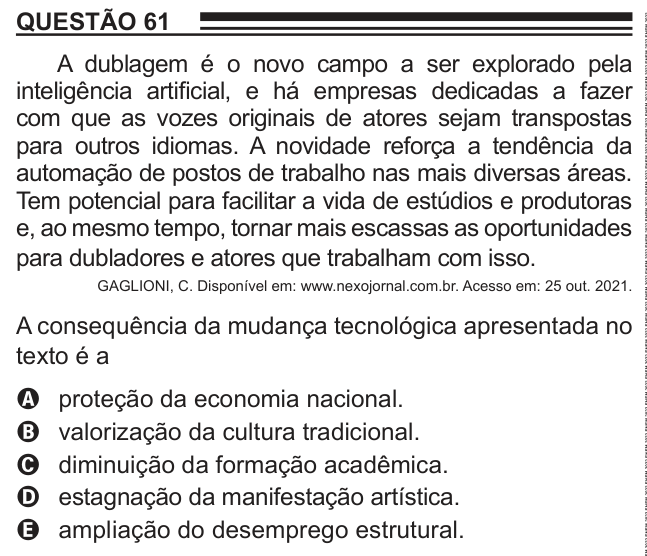 QUESTÃO 61
A dublagem é o novo campo a ser explorado pela
inteligência artificial, e há empresas dedicadas a fazer
com que as vozes originais de atores sejam transpostas
para outros idiomas. A novidade reforça a tendência da
automação de postos de trabalho nas mais diversas áreas.
Tem potencial para facilitar a vida de estúdios e produtoras
e, ao mesmo tempo, tornar mais escassas as oportunidades
para dubladores e atores que trabalham com isso.
GAGLIONI, C. Disponível em: www.nexojornal.com.br. Acesso em: 25 out. 2021.
A consequência da mudança tecnológica apresentada no
texto é a
A proteção da economia nacional.
B valorização da cultura tradicional.
C diminuição da formação acadêmica.
D estagnação da manifestação artística.
E ampliação do desemprego estrutural.